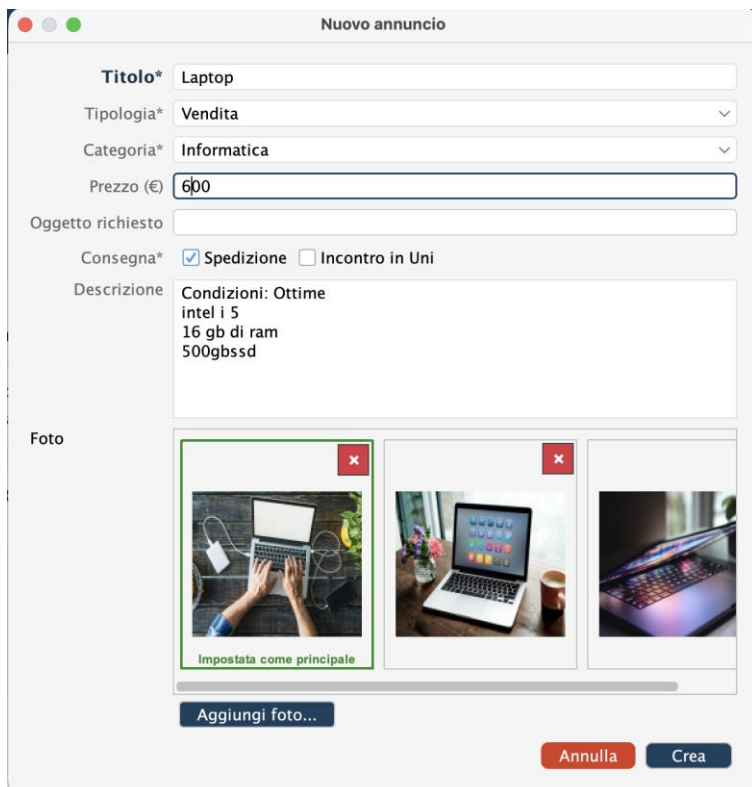 Nuovo annuncio
Titolo* Laptop
Tipologia* Vendita
Categoria* Informatica
Prezzo (€) 600
Oggetto richiesto
Consegna* Spedizione Incontro in Uni
Descrizione Condizioni: Ottime
intel i 5
16 gb di ram
500gbssd
Foto
Impostata come principale
Aggiungi foto...
Annulla Crea